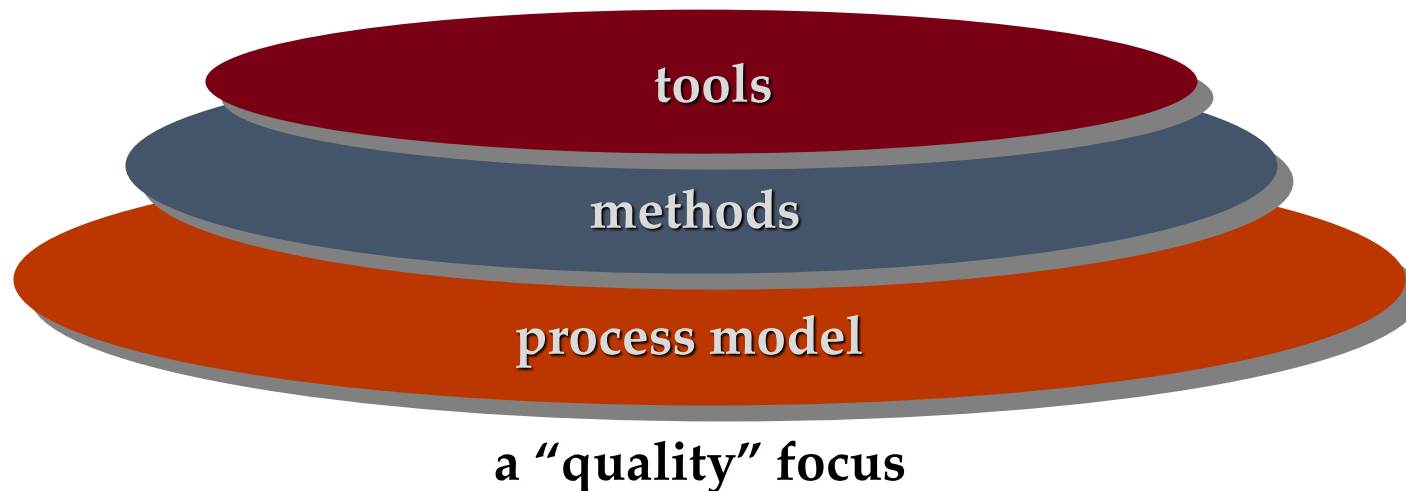 tools
methods
process model
a “quality” focus